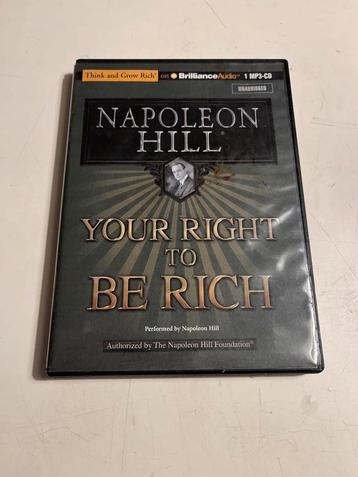 Think and Grow Rich® on BrillianceAudio™ 1 MP3-CD
UNABRIDGED
NAPOLEON
HILL®
YOUR RIGHT
TO
BE RICH
Performed by Napoleon Hill
Authorized by The Napoleon Hill Foundation®